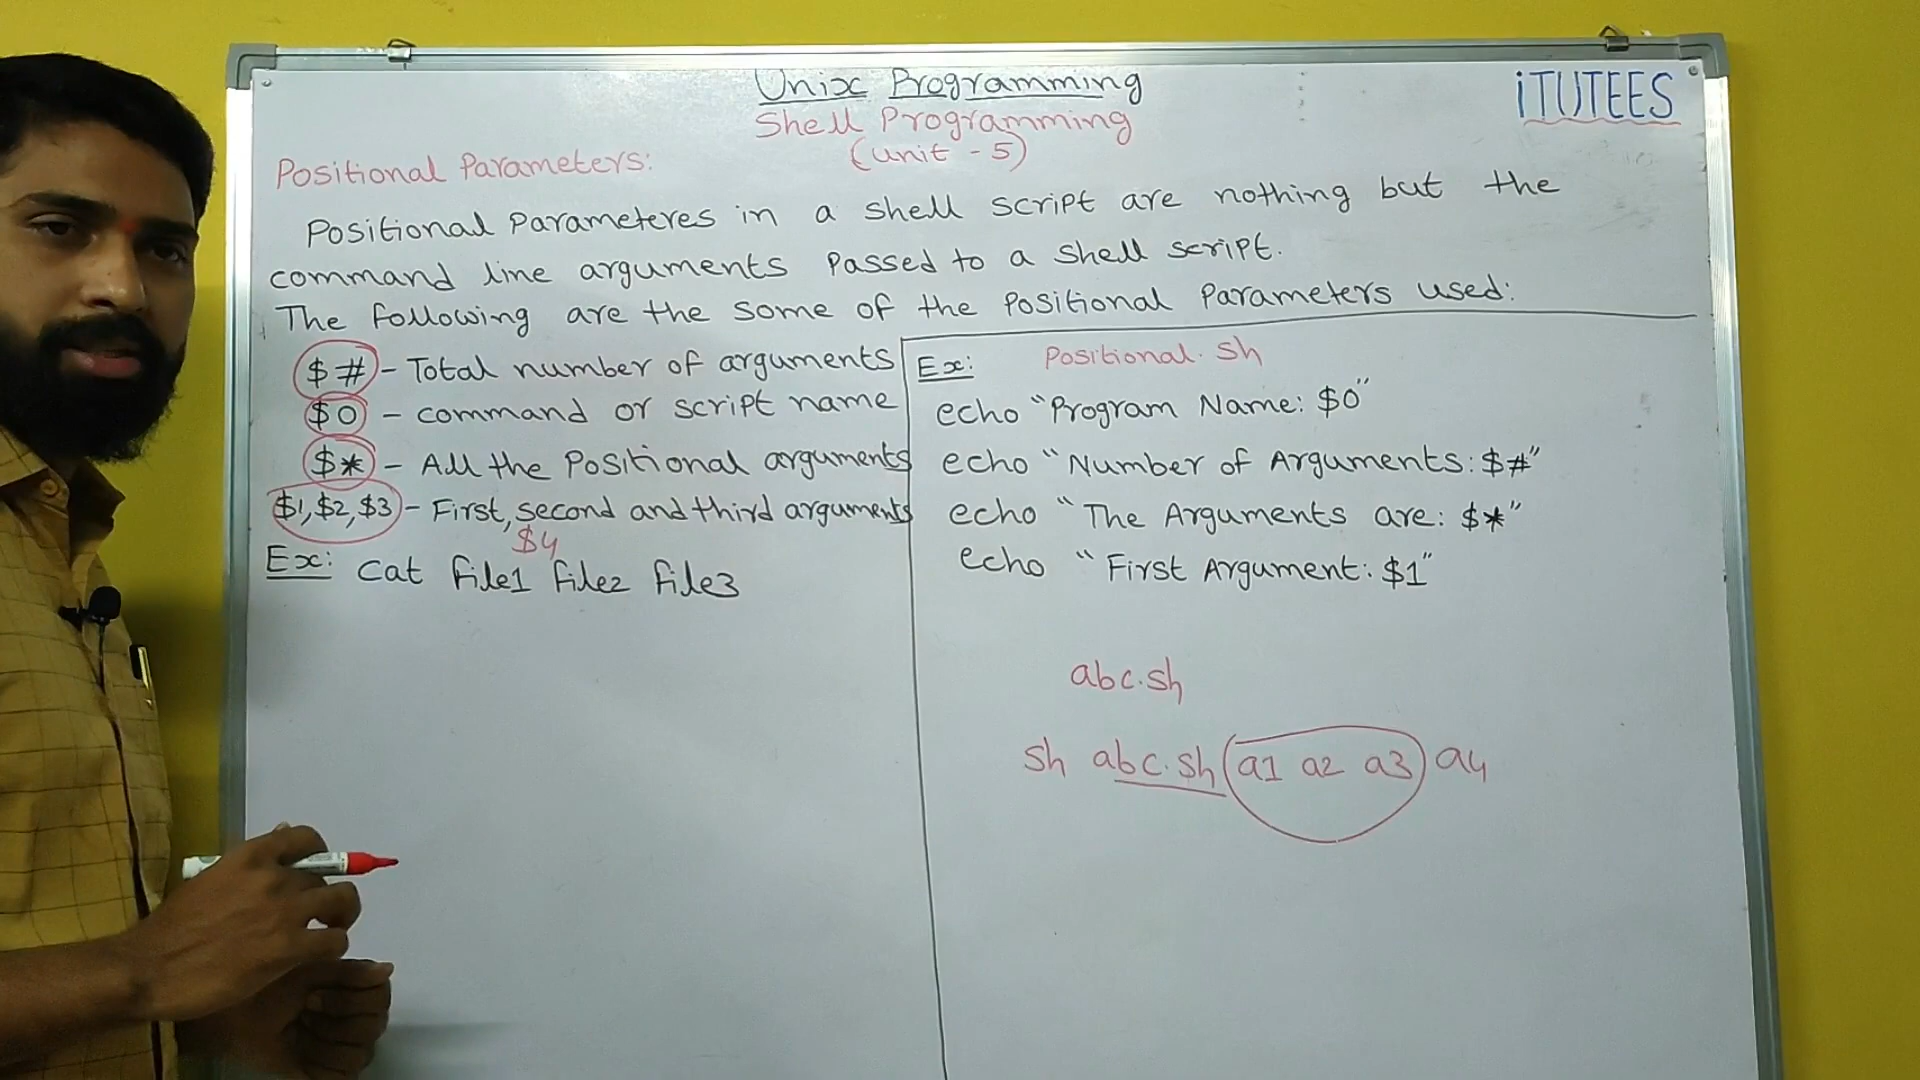 Unix Programming
iTUTEES
Shell Programming
(unit - 5)
Positional Parameters:
Positional Parameteres in a shell script are nothing but the
command line arguments passed to a shell script.
The following are the some of the Positional Parameters used:
$# - Total number of arguments
$0 - command or script name
$* - All the Positional arguments
$1, $2, $3 - First, second and third arguments
$4
Ex: cat file1 file2 file3
Ex: Positional.sh
echo "Program Name: $0"
echo "Number of Arguments: $#"
echo "The Arguments are: $*"
echo "First Argument: $1"
abc.sh
sh abc.sh a1 a2 a3 a4